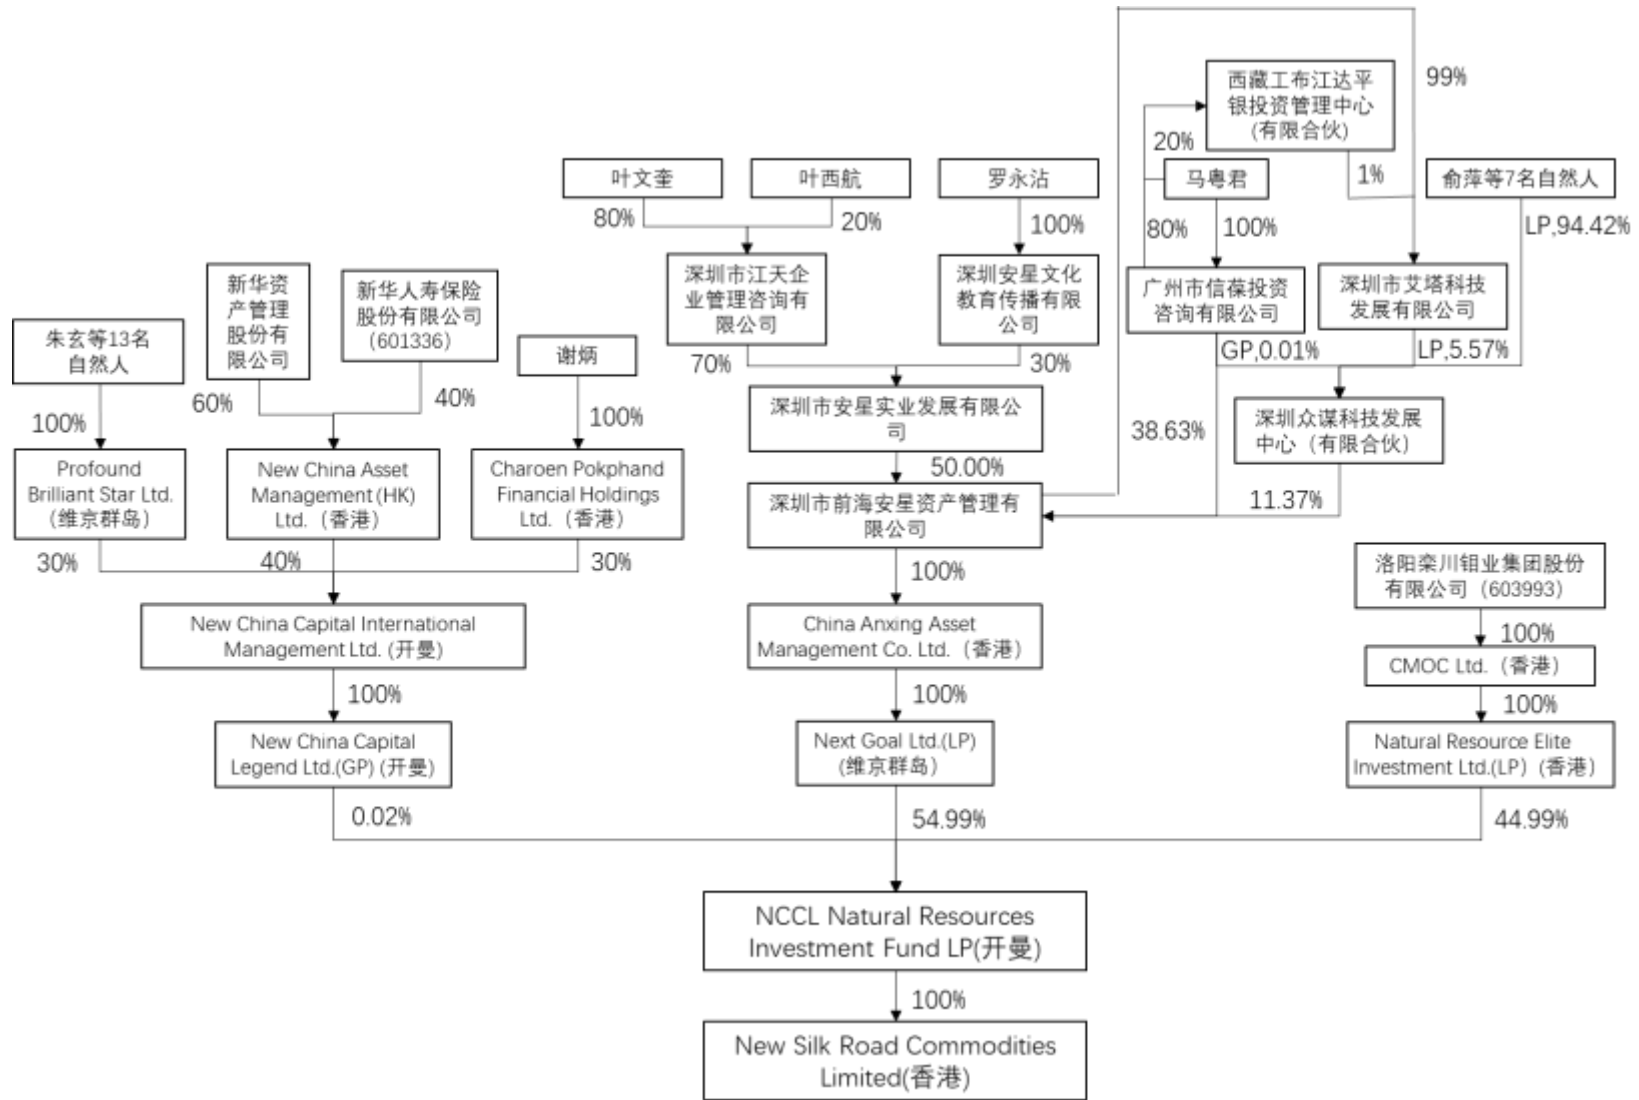 西藏工布江达平
银投资管理中心
(有限合伙)
99%
20%
1%
叶文奎
叶西航
罗永沾
马粤君
俞萍等7名自然人
80%
20%
100%
80%
100%
LP,94.42%
新华资
产管理
股份有
限公司
新华人寿保险
股份有限公司
（601336）
深圳市江天企
业管理咨询有
限公司
深圳安星文化
教育传播有限
公司
广州市信葆投资
咨询有限公司
深圳市艾塔科技
发展有限公司
朱玄等13名
自然人
谢炳
70%
30%
GP,0.01%
LP,5.57%
60%
40%
100%
100%
深圳市安星实业发展有限公
司
38.63%
深圳众谋科技发展
中心（有限合伙）
Profound
Brilliant Star Ltd.
（维京群岛）
New China Asset
Management (HK)
Ltd.（香港）
Charoen Pokphand
Financial Holdings
Ltd.（香港）
50.00%
深圳市前海安星资产管理有
限公司
11.37%
30%
40%
30%
100%
洛阳栾川钼业集团股份
有限公司（603993）
New China Capital International
Management Ltd. (开曼)
China Anxing Asset
Management Co. Ltd.（香港）
100%
CMOC Ltd.（香港）
100%
100%
100%
New China Capital
Legend Ltd.(GP) (开曼)
Next Goal Ltd.(LP)
(维京群岛）
Natural Resource Elite
Investment Ltd.(LP)（香港）
0.02%
54.99%
44.99%
NCCL Natural Resources
Investment Fund LP(开曼)
100%
New Silk Road Commodities
Limited(香港)